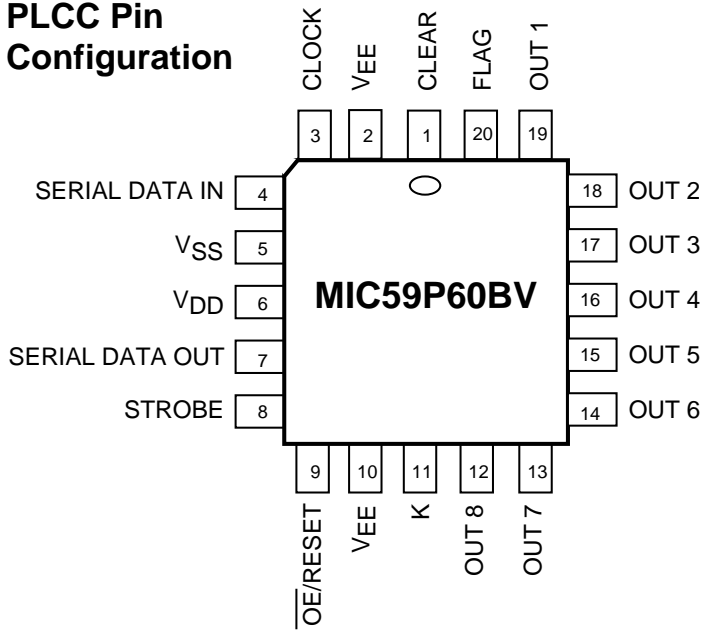 PLCC Pin
Configuration
CLOCK
VEE
CLEAR
FLAG
OUT 1
3
2
1
20
19
SERIAL DATA IN 4
VSS 5
VDD 6
SERIAL DATA OUT 7
STROBE 8
MIC59P60BV
18 OUT 2
17 OUT 3
16 OUT 4
15 OUT 5
14 OUT 6
9
10
11
12
13
OE/RESET
VEE
K
OUT 8
OUT 7